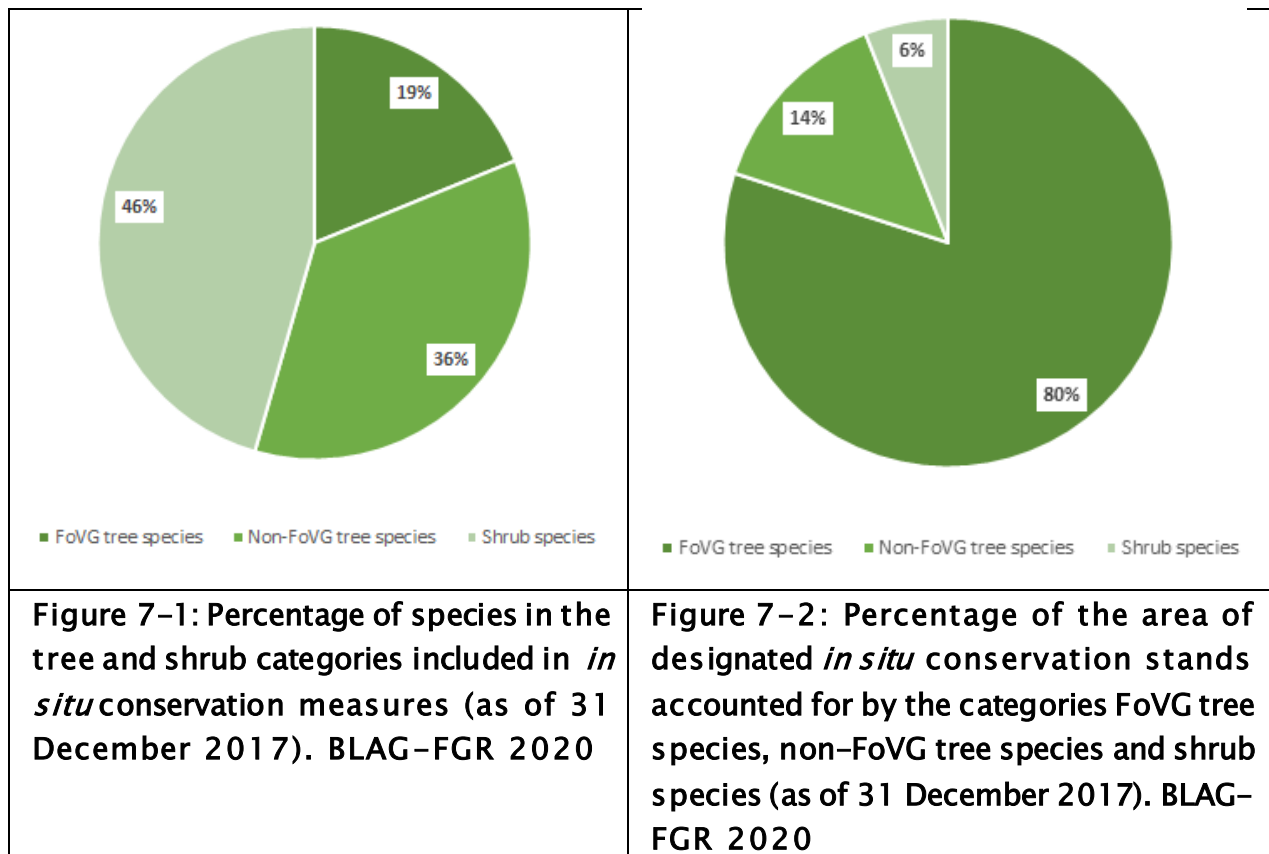 19%
36%
46%
FoVG tree species Non-FoVG tree species Shrub species
6%
14%
80%
FoVG tree species Non-FoVG tree species Shrub species
Figure 7-1: Percentage of species in the
tree and shrub categories included in in
situ conservation measures (as of 31
December 2017). BLAG-FGR 2020
Figure 7-2: Percentage of the area of
designated in situ conservation stands
accounted for by the categories FoVG tree
species, non-FoVG tree species and shrub
species (as of 31 December 2017). BLAG-
FGR 2020